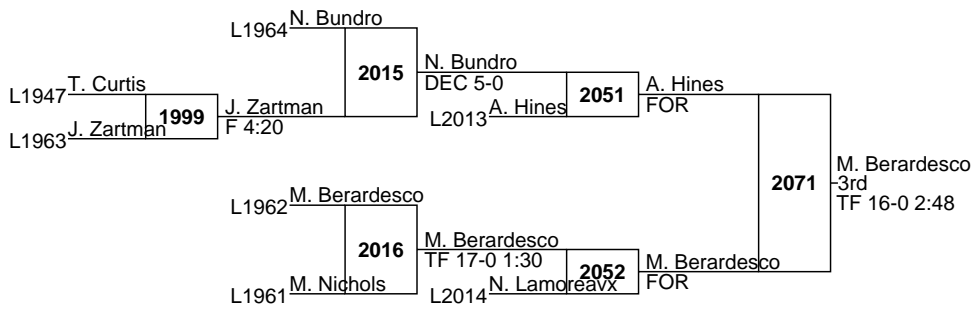 L1964 N. Bundro
2015
N. Bundro
DEC 5-0
L1947 T. Curtis
1999
J. Zartman
F 4:20
L1963 J. Zartman
L2013 A. Hines
2051
A. Hines
FOR
2071
M. Berardesco
3rd
TF 16-0 2:48
L1962 M. Berardesco
2016
M. Berardesco
TF 17-0 1:30
L1961 M. Nichols
L2014 N. Lamoreavx
2052
M. Berardesco
FOR